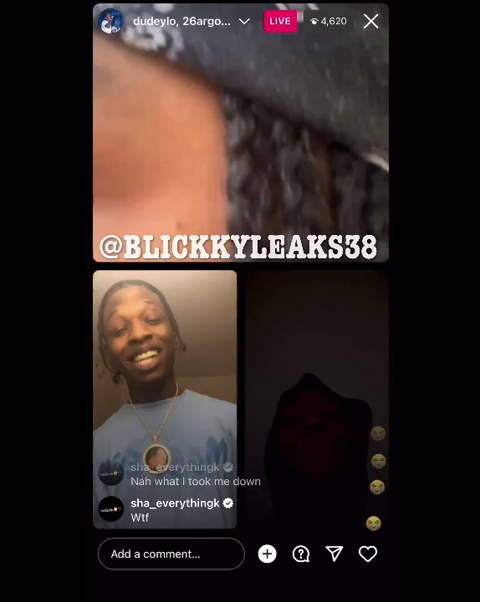 dudeylo, 26argo...
LIVE
4,620
@BLICKKYLEAKS38
sha_everythingk
Nah what I took me down
sha_everythingk
Wtf
Add a comment...